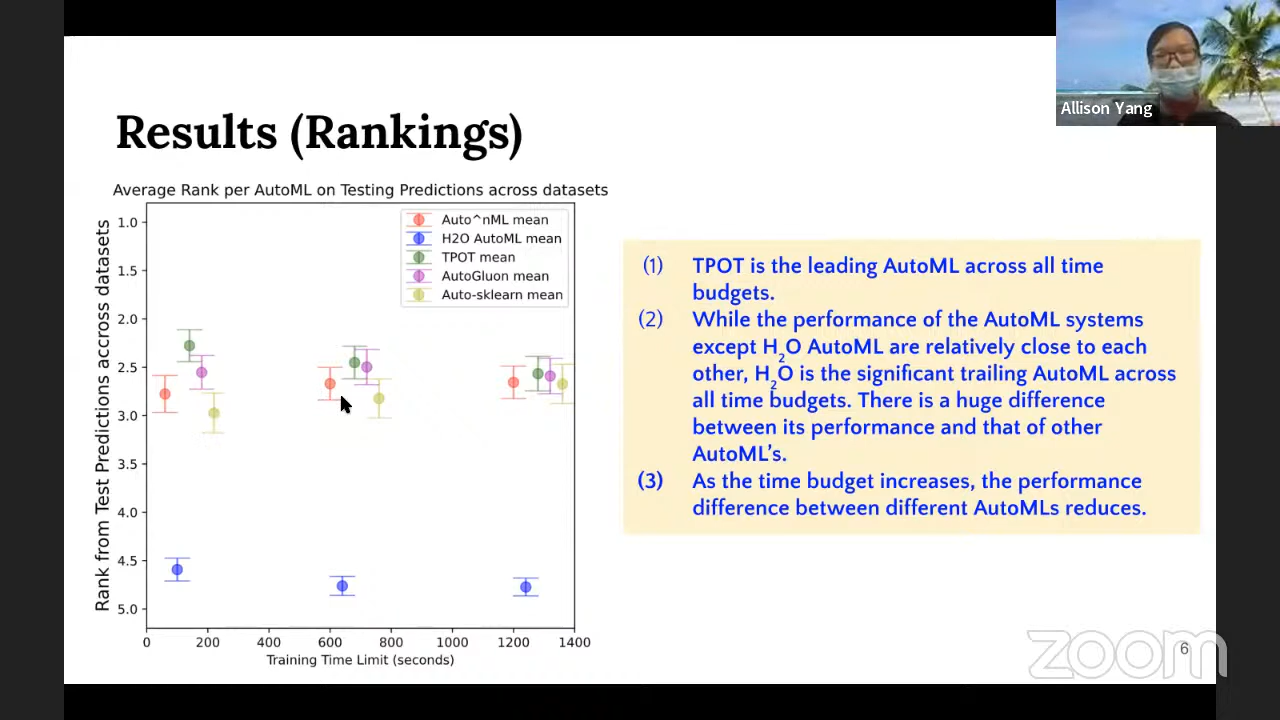 Allison Yang
Results (Rankings)
Average Rank per AutoML on Testing Predictions across datasets
Rank from Test Predictions accross datasets
1.0
1.5
2.0
2.5
3.0
3.5
4.0
4.5
5.0
Auto^nML mean
H2O AutoML mean
TPOT mean
AutoGluon mean
Auto-sklearn mean
0 200 400 600 800 1000 1200 1400
Training Time Limit (seconds)
(1) TPOT is the leading AutoML across all time
budgets.
(2) While the performance of the AutoML systems
except H₂O AutoML are relatively close to each
other, H₂O is the significant trailing AutoML across
all time budgets. There is a huge difference
between its performance and that of other
AutoML's.
(3) As the time budget increases, the performance
difference between different AutoMLs reduces.
zoom
6